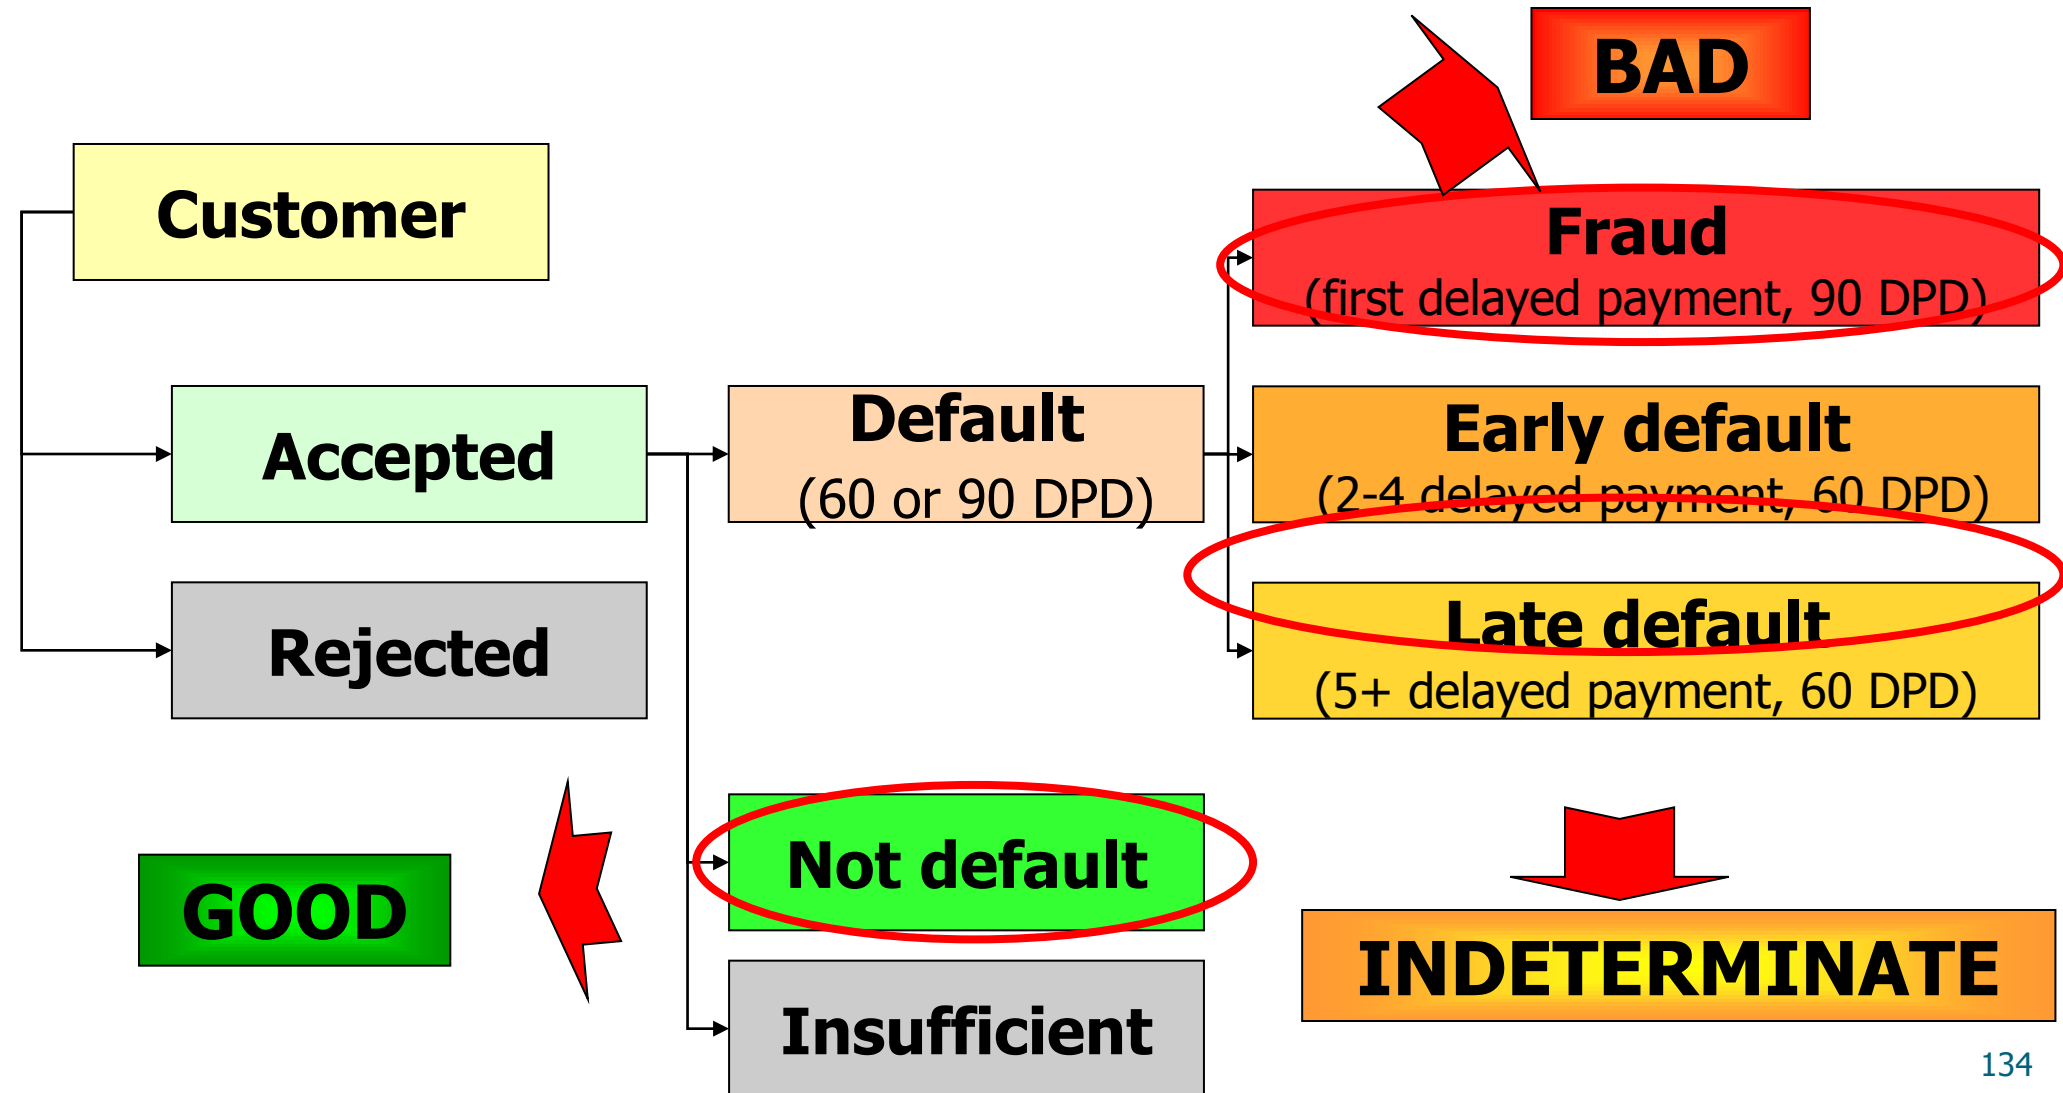 BAD
Customer
Fraud
(first delayed payment, 90 DPD)
Accepted
Default
(60 or 90 DPD)
Early default
(2-4 delayed payment, 60 DPD)
Rejected
Late default
(5+ delayed payment, 60 DPD)
GOOD
Not default
INDETERMINATE
Insufficient
134